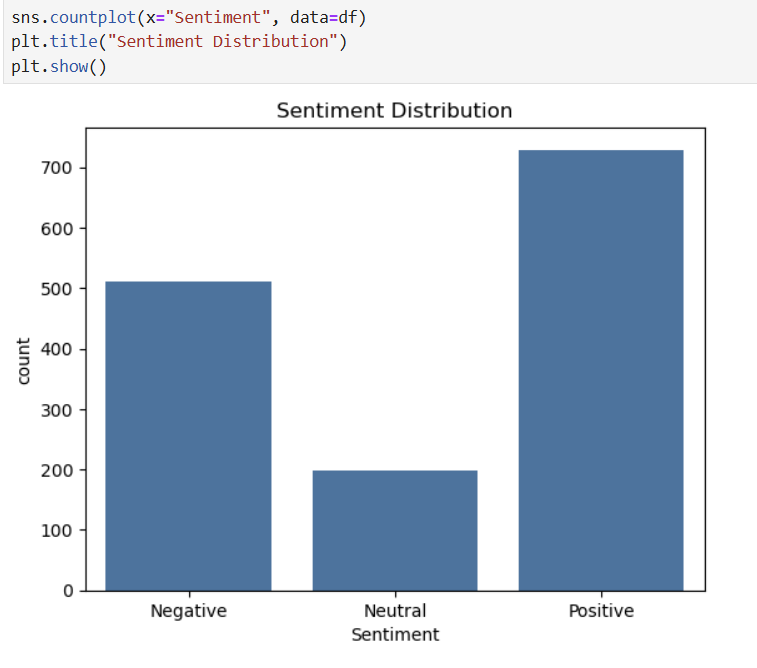 sns.countplot(x="Sentiment", data=df)
plt.title("Sentiment Distribution")
plt.show()
Sentiment Distribution
700
600
500
400
300
200
100
0
count
Negative
Neutral
Positive
Sentiment